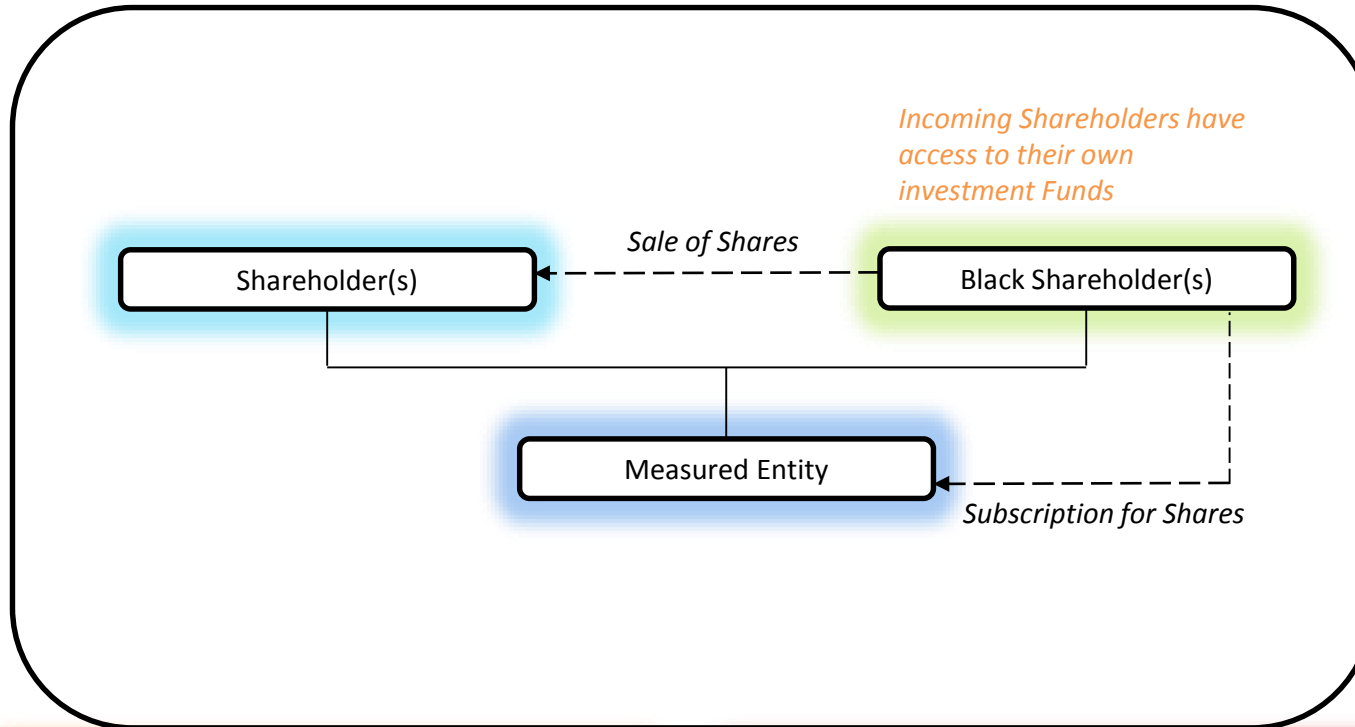 Incoming Shareholders have
access to their own
investment Funds
Sale of Shares
Shareholder(s)
Black Shareholder(s)
Measured Entity
Subscription for Shares